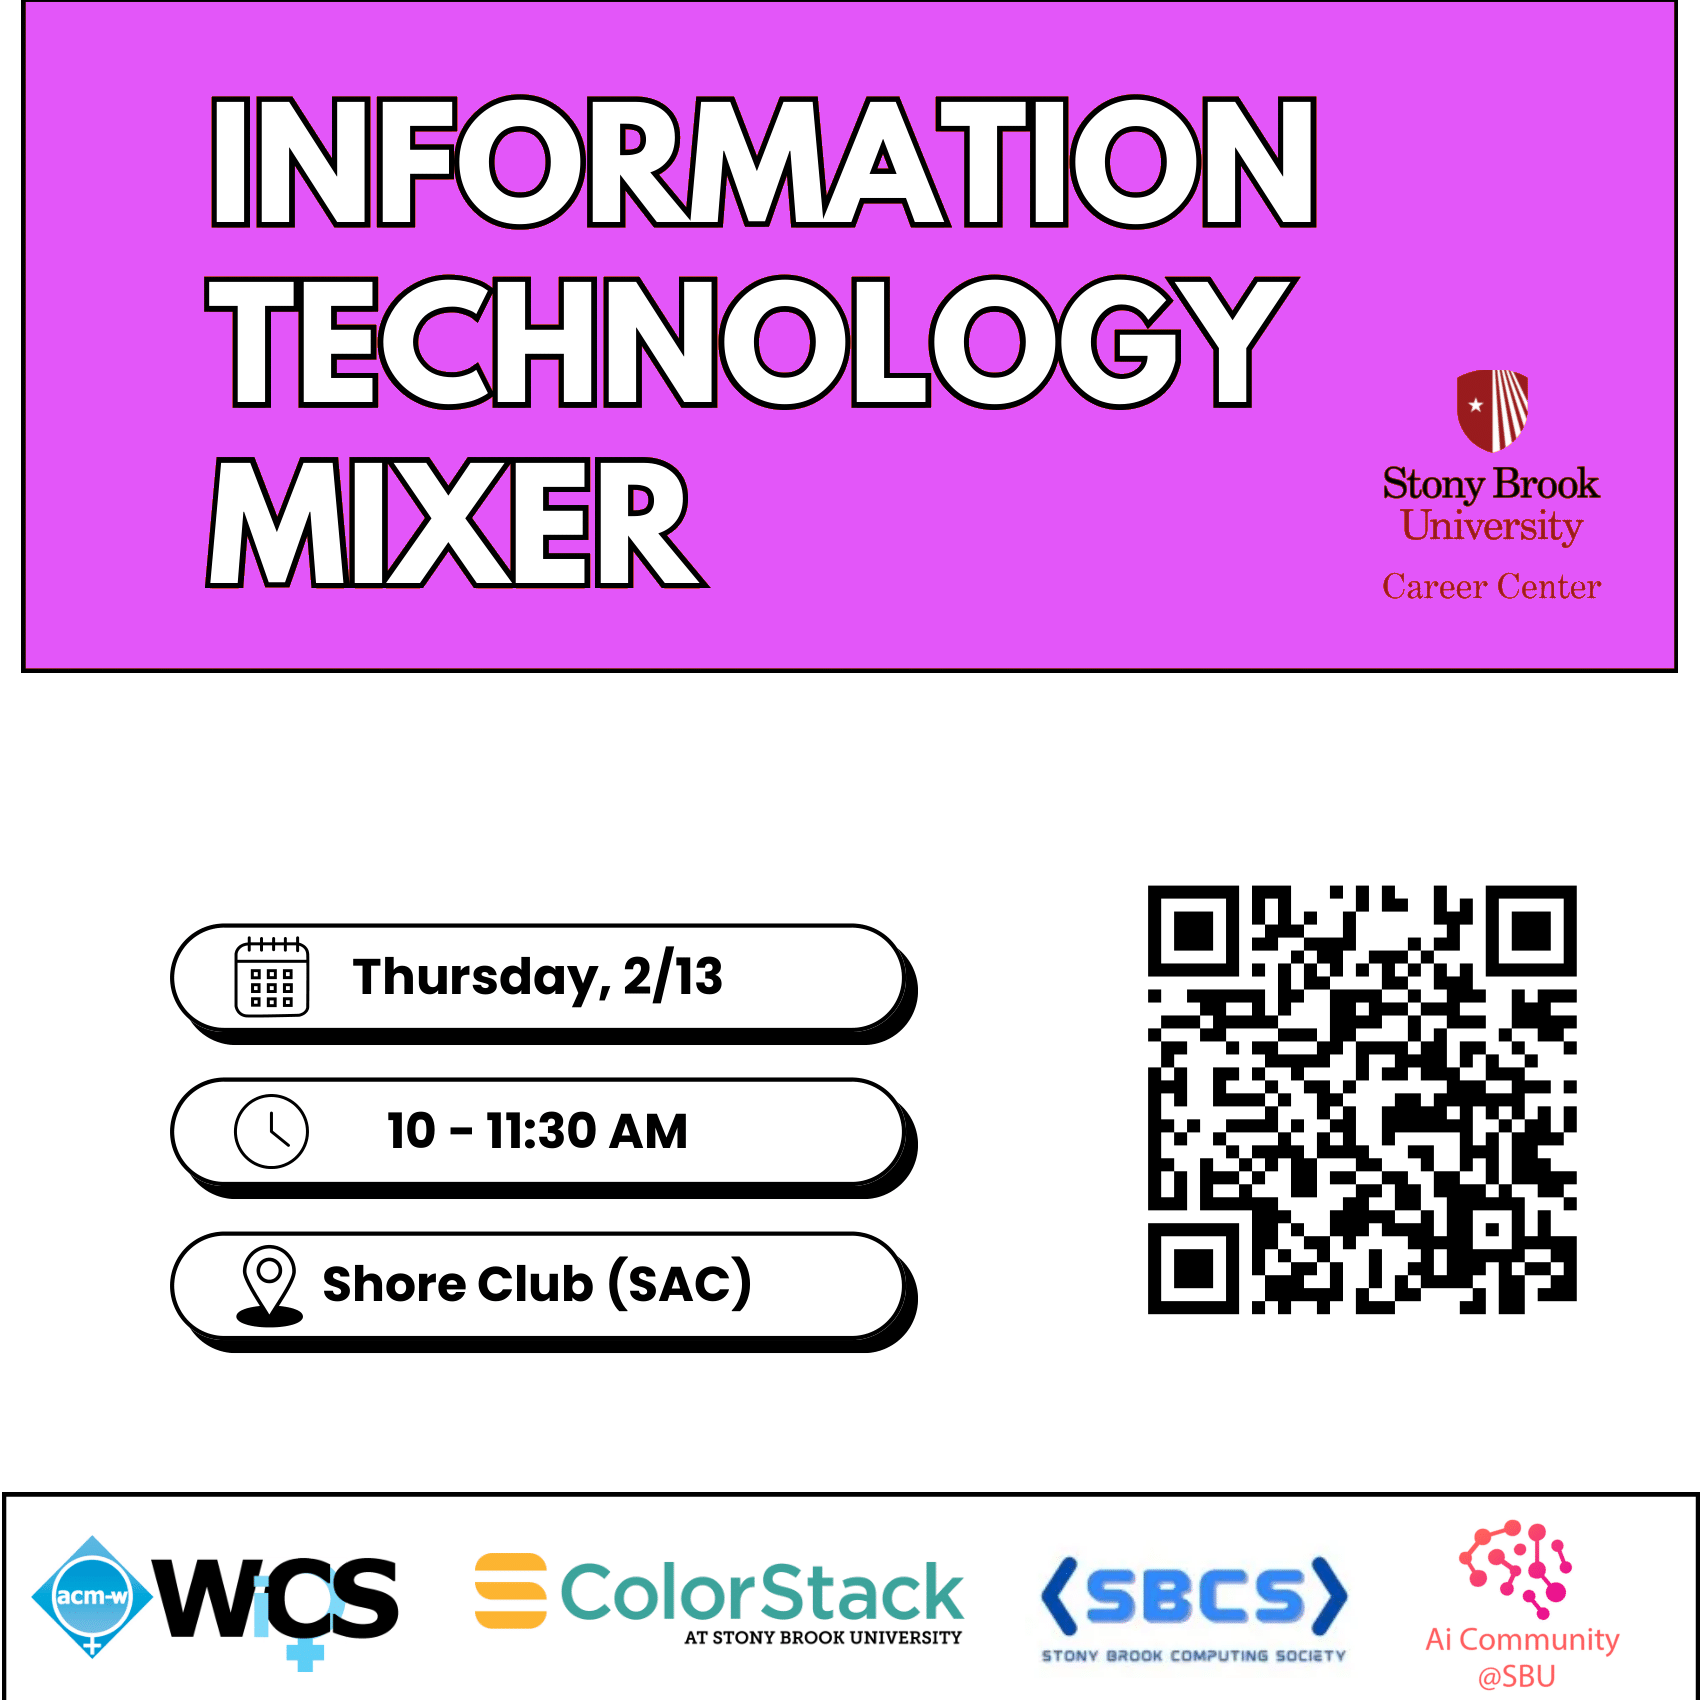 INFORMATION
TECHNOLOGY
MIXER
Stony Brook
University
Career Center
Thursday, 2/13
10 - 11:30 AM
Shore Club (SAC)
acm-w
WiCS
ColorStack
AT STONY BROOK UNIVERSITY
<SBCS>
STONY BROOK COMPUTING SOCIETY
Ai Community
@SBU